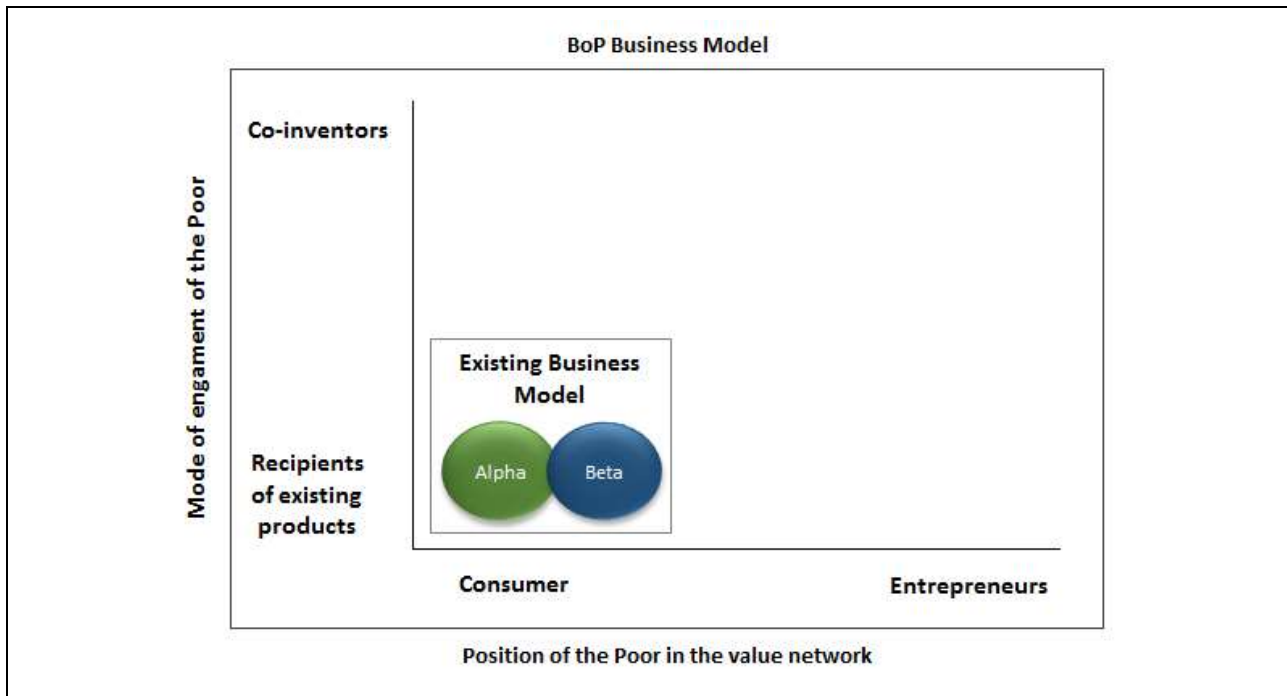 BoP Business Model
Mode of engament of the Poor
Co-inventors
Recipients
of existing
products
Existing Business
Model
Alpha
Beta
Consumer
Entrepreneurs
Position of the Poor in the value network